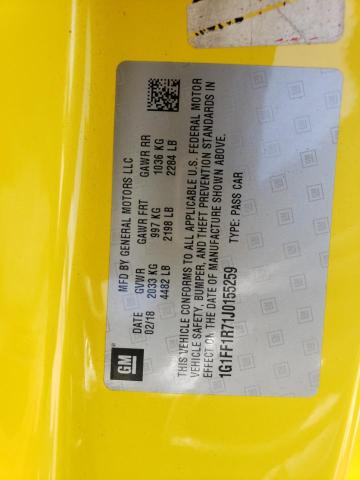 GM
MFD BY GENERAL MOTORS LLC
DATE GVWR GAWR FRT GAWR RR
02/18 2033 KG 997 KG 1036 KG
4482 LB 2198 LB 2284 LB
THIS VEHICLE CONFORMS TO ALL APPLICABLE U.S. FEDERAL MOTOR
VEHICLE SAFETY, BUMPER, AND THEFT PREVENTION STANDARDS IN
EFFECT ON THE DATE OF MANUFACTURE SHOWN ABOVE.
1G1FF1R71J0155259 TYPE: PASS CAR